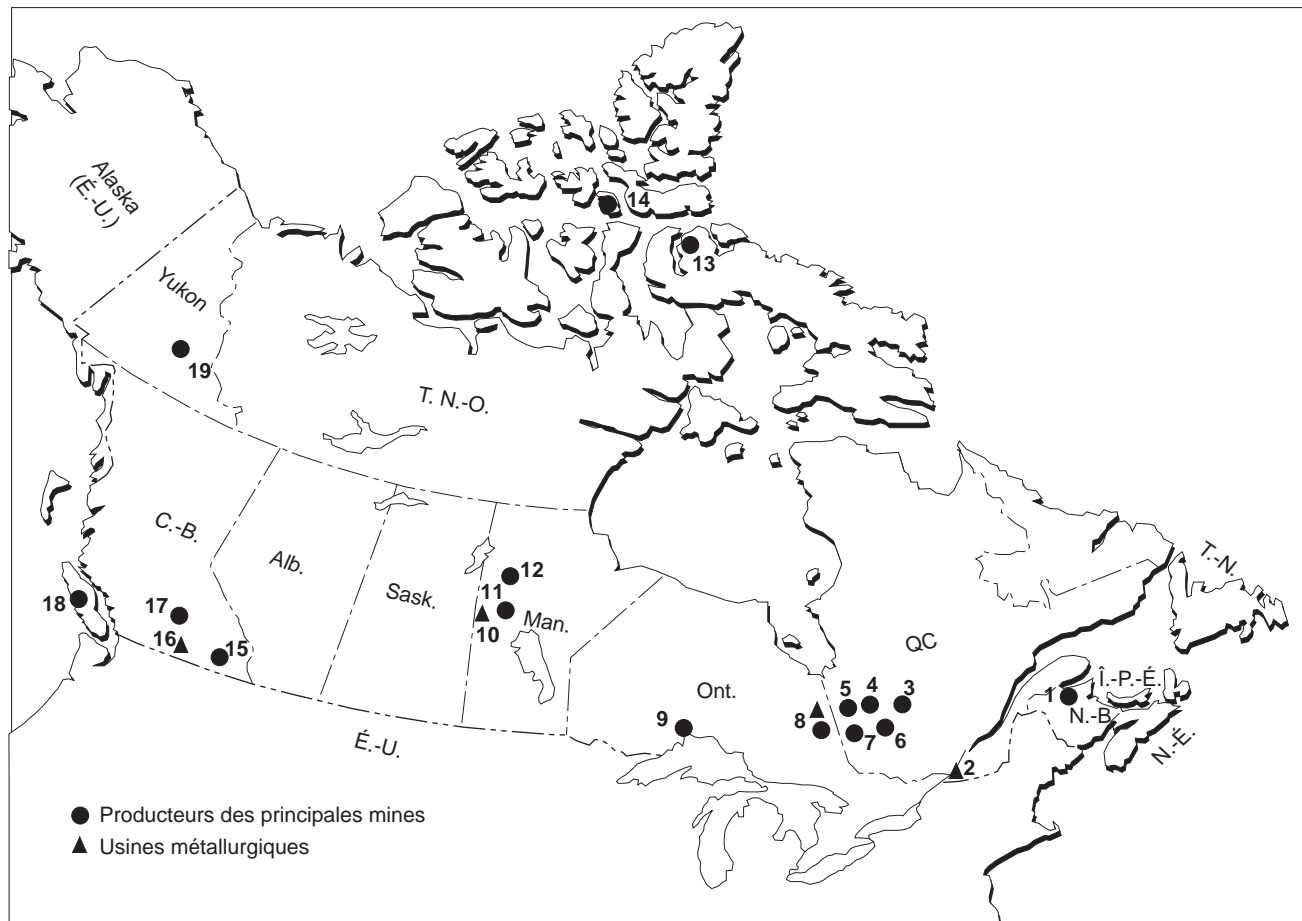 Alaska
(É.-U.)
Yukon
14
13
19
T. N.-O.
C.-B.
Alb.
Sask.
12
11
10
Man.
18
17
16
15
QC
T.-N.
Ont.
5
4
3
Î.-P.-É.
1
N.-B.
N.-É.
9
8
7
6
2
É.-U.
Producteurs des principales mines
Usines métallurgiques